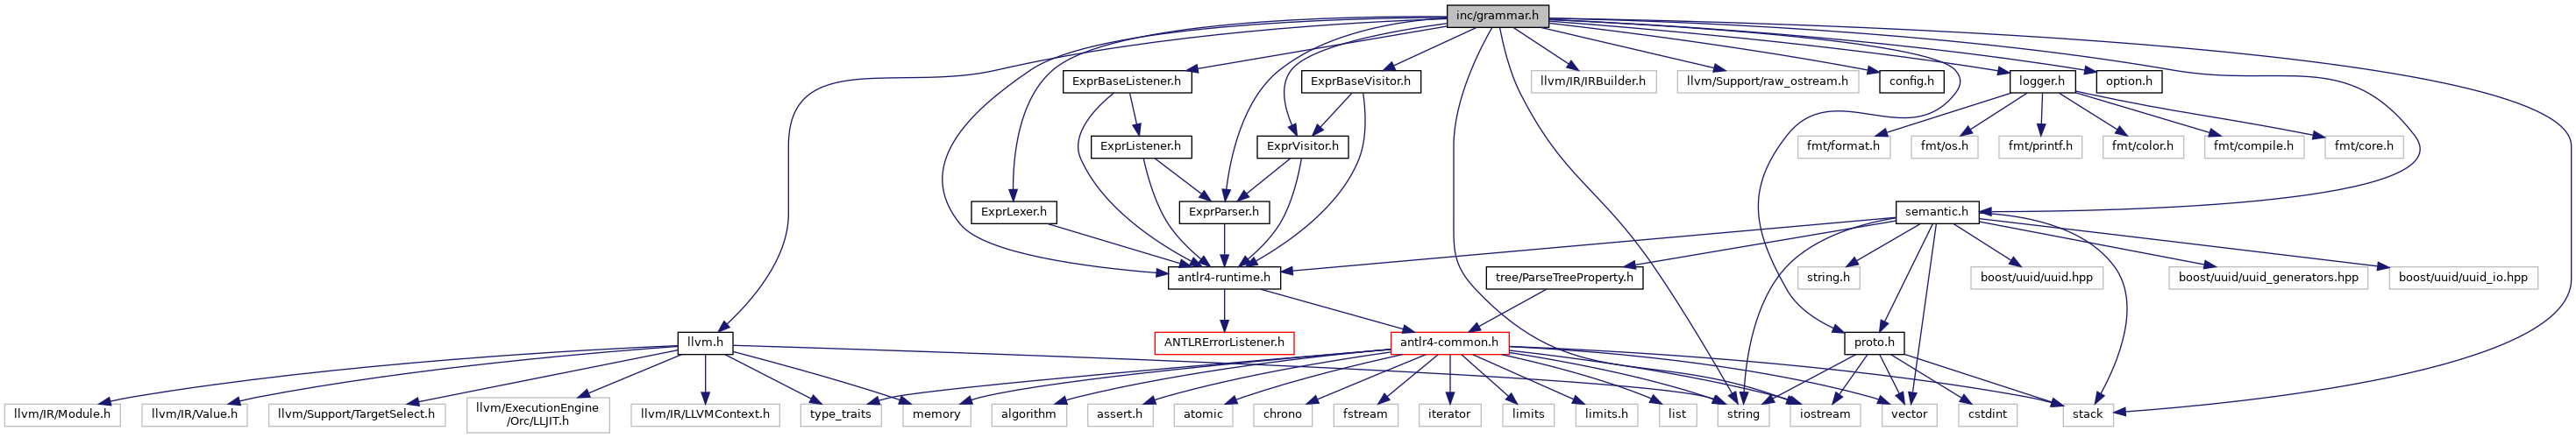 inc/grammar.h
ExprBaseListener.h
ExprBaseVisitor.h
llvm/IR/IRBuilder.h
llvm/Support/raw_ostream.h
config.h
logger.h
option.h
ExprListener.h
ExprVisitor.h
fmt/format.h
fmt/os.h
fmt/printf.h
fmt/color.h
fmt/compile.h
fmt/core.h
ExprLexer.h
ExprParser.h
semantic.h
antlr4-runtime.h
tree/ParseTreeProperty.h
string.h
boost/uuid/uuid.hpp
boost/uuid/uuid_generators.hpp
boost/uuid/uuid_io.hpp
llvm.h
ANTLRErrorListener.h
antlr4-common.h
proto.h
llvm/IR/Module.h
llvm/IR/Value.h
llvm/Support/TargetSelect.h
llvm/ExecutionEngine
/Orc/LLJIT.h
llvm/IR/LLVMContext.h
type_traits
memory
algorithm
assert.h
atomic
chrono
fstream
iterator
limits
limits.h
list
string
iostream
vector
cstdint
stack